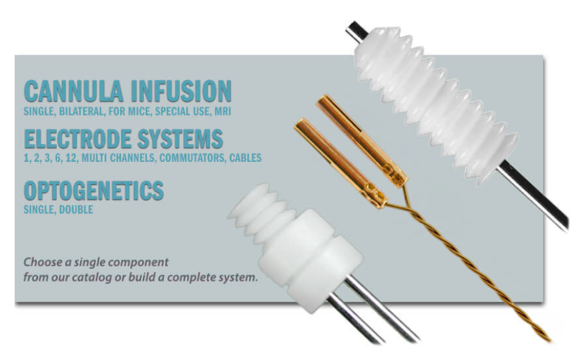 CANNULA INFUSION
SINGLE, BILATERAL, FOR MICE, SPECIAL USE, MRI
ELECTRODE SYSTEMS
1, 2, 3, 6, 12, MULTI CHANNELS, COMMUTATORS, CABLES
OPTOGENETICS
SINGLE, DOUBLE
Choose a single component
from our catalog or build a complete system.